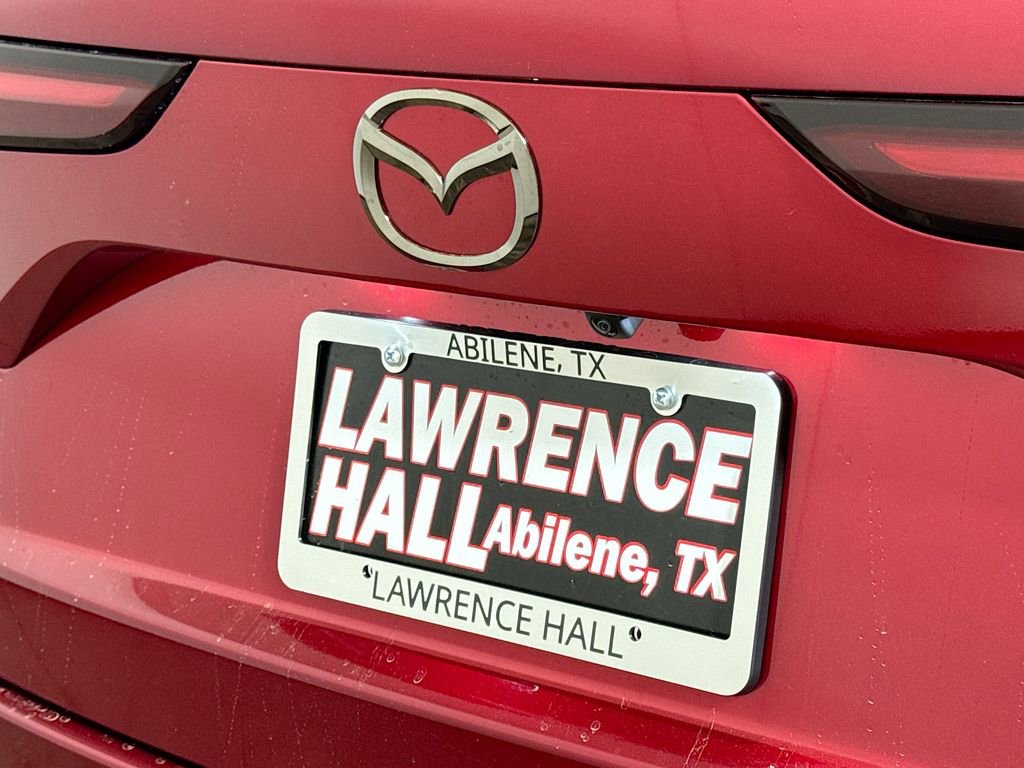 ABILENE, TX
LAWRENCE
HALL Abilene, TX
LAWRENCE HALL